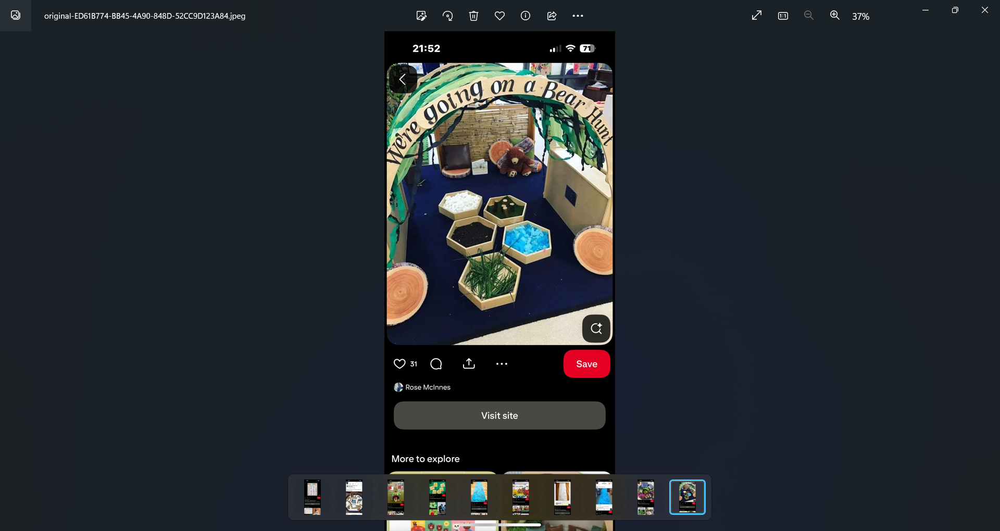 original-ED61B774-BB45-4A90-848D-52CC9D123A84.jpeg
37%
21:52
71
We're going on a Bear Hunt
31
Save
Rose McInnes
Visit site
More to explore